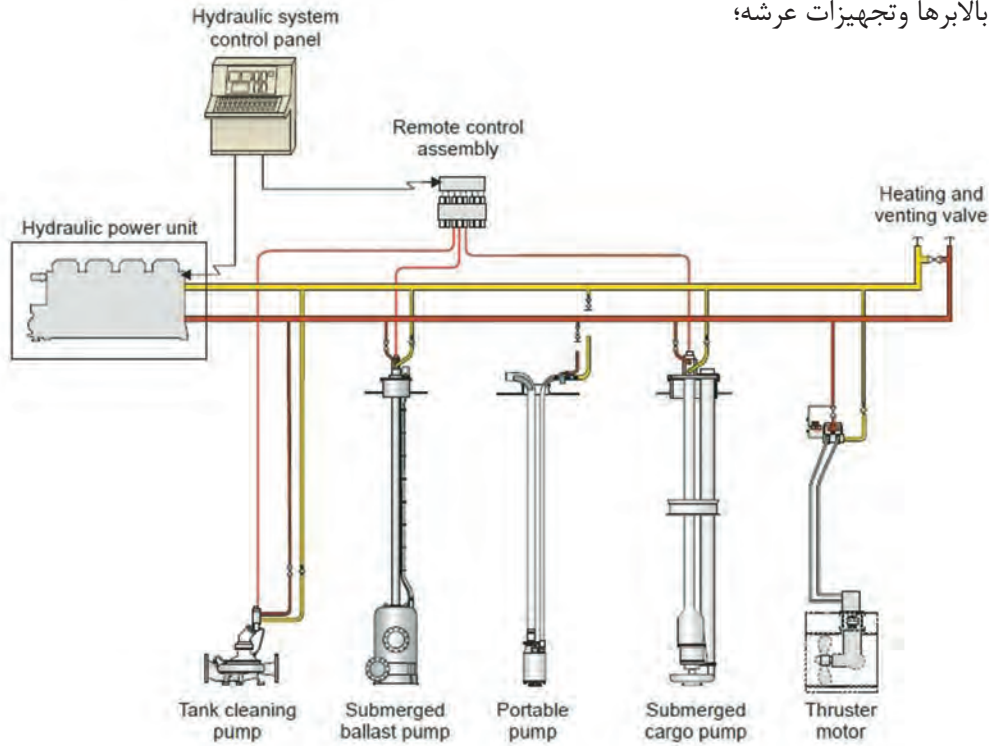 بالابرها وتجهیزات عرشه؛
Hydraulic system
control panel
Remote control
assembly
Heating and
venting valve
Hydraulic power unit
Tank cleaning
pump
Submerged
ballast pump
Portable
pump
Submerged
cargo pump
Thruster
motor